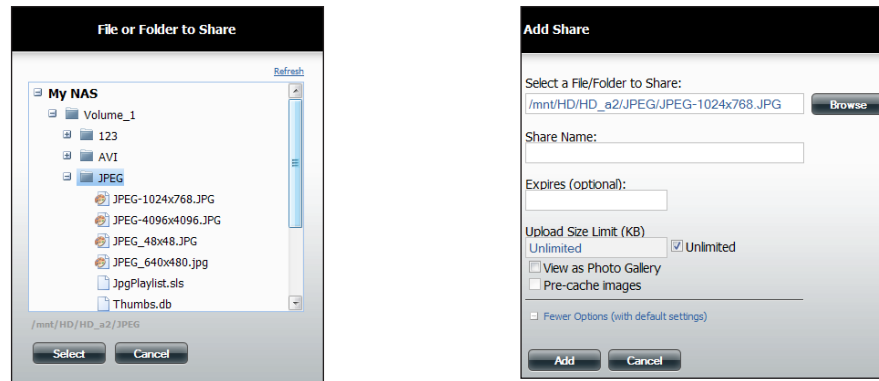 File or Folder to Share
Refresh
My NAS
Volume_1
123
AVI
JPEG
JPEG-1024x768.JPG
JPEG-4096x4096.JPG
JPEG_48x48.JPG
JPEG_640x480.jpg
JpgPlaylist.sls
Thumbs.db
/mnt/HD/HD_a2/JPEG
Select Cancel
Add Share
Select a File/Folder to Share:
/mnt/HD/HD_a2/JPEG/JPEG-1024x768.JPG Browse
Share Name:
Expires (optional):
Upload Size Limit (KB)
Unlimited Unlimited
View as Photo Gallery
Pre-cache images
Fewer Options (with default settings)
Add Cancel